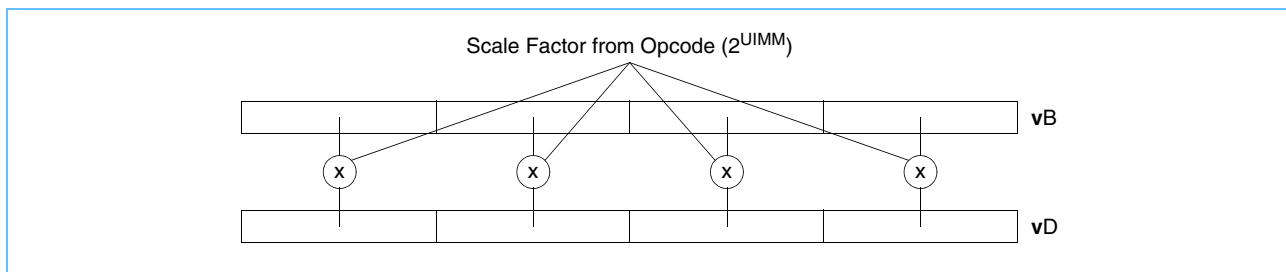 Scale Factor from Opcode (2^UIMM)
vB
x x x x
vD